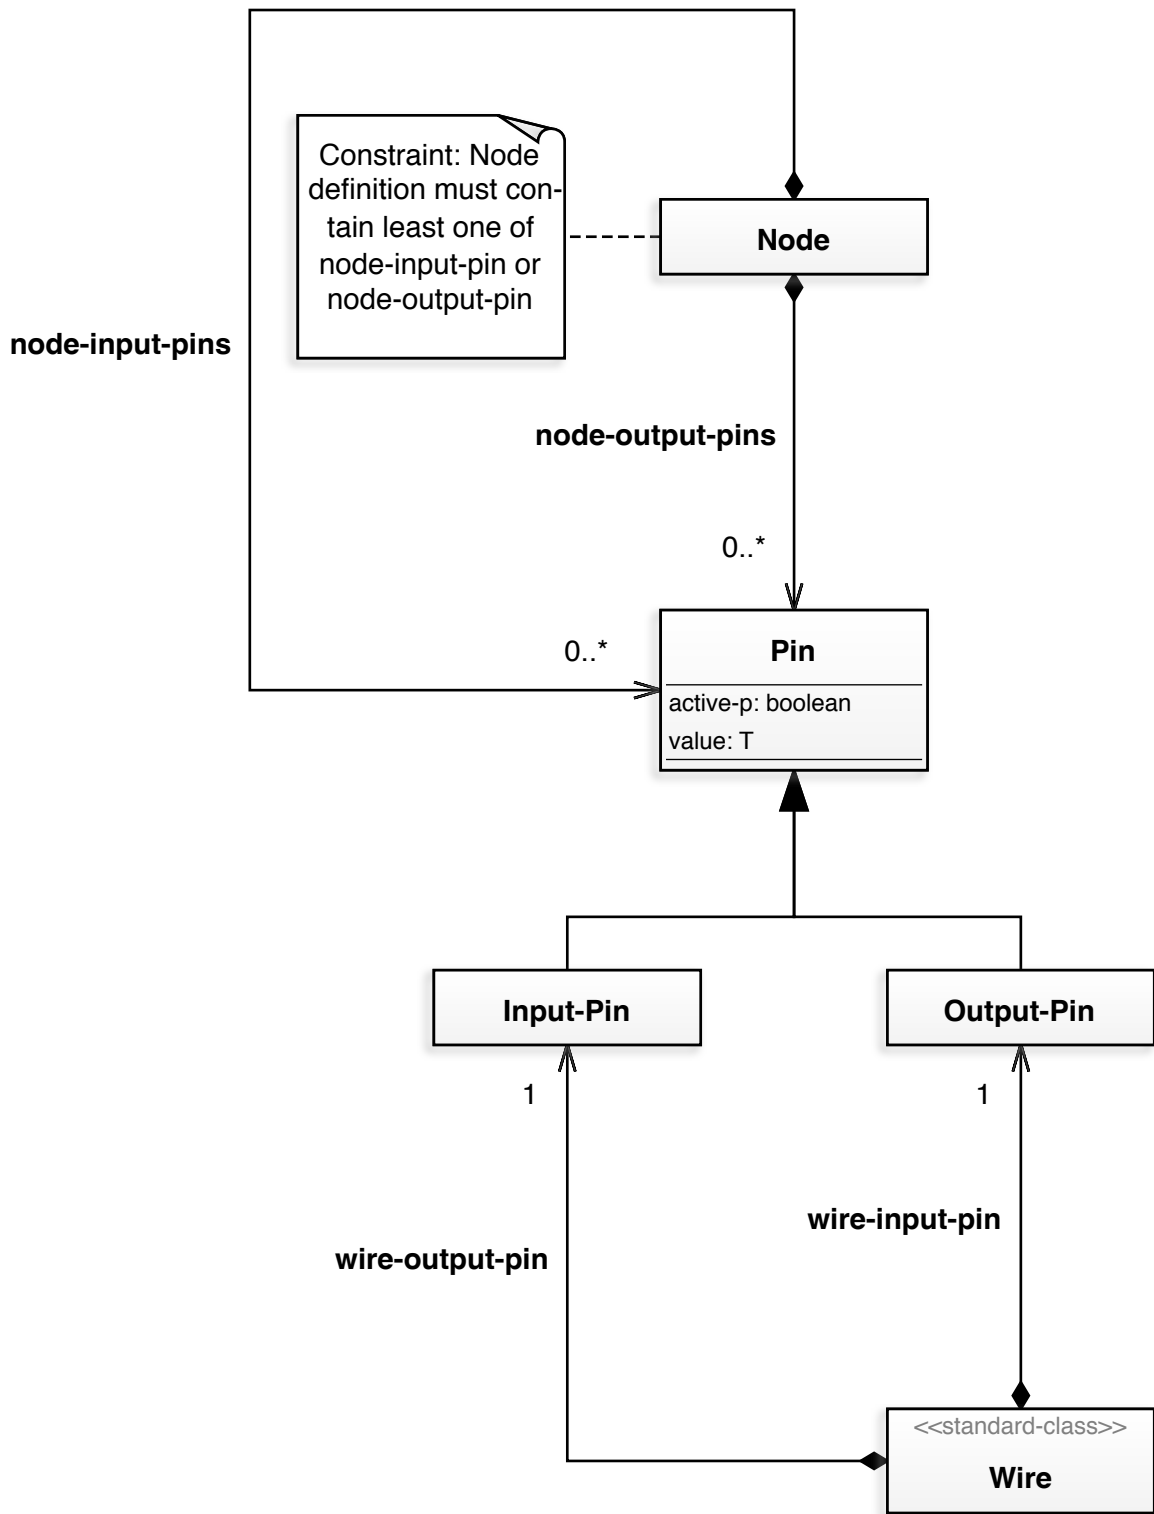 Constraint: Node
definition must con-
tain least one of
node-input-pin or
node-output-pin
Node
node-input-pins
node-output-pins
0..*
0..*
Pin
active-p: boolean
value: T
Input-Pin
Output-Pin
1
1
wire-input-pin
wire-output-pin
<<standard-class>>
Wire